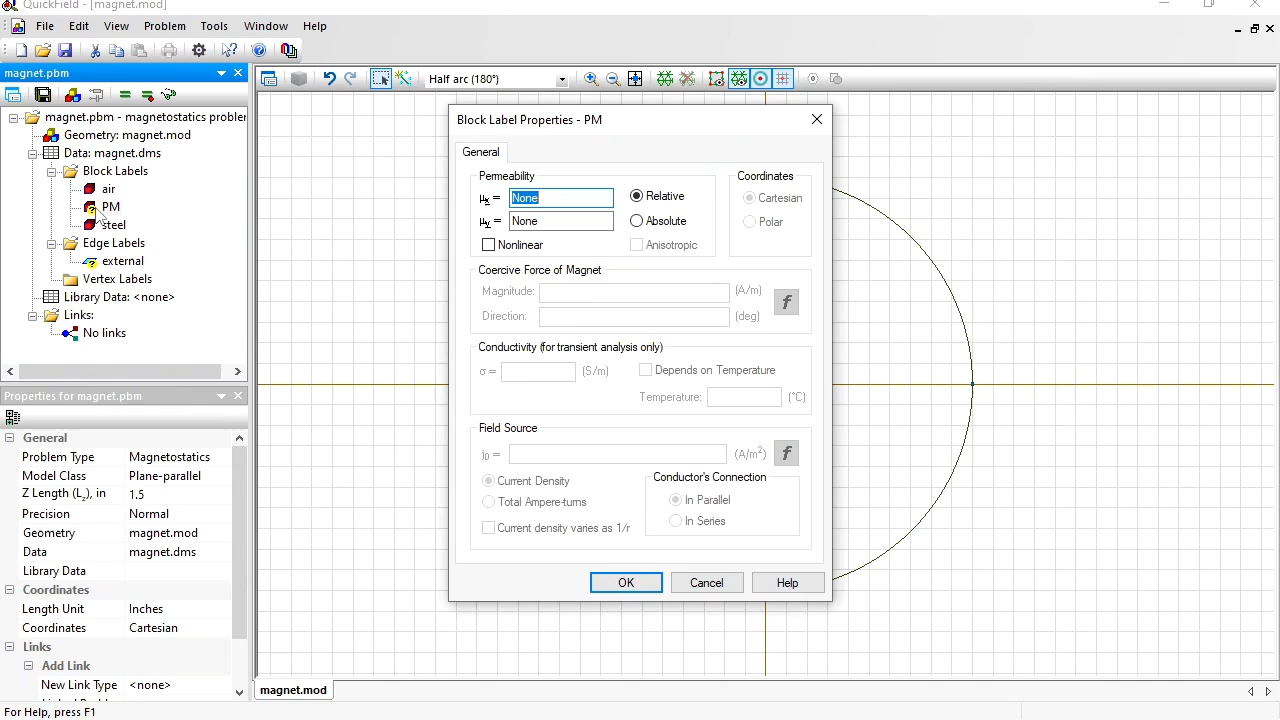 QuickField - [magnet.mod]
File Edit View Problem Tools Window Help
magnet.pbm
Half arc (180°)
magnet.pbm - magnetostatics probler
Geometry: magnet.mod
Data: magnet.dms
Block Labels
air
PM
steel
Edge Labels
external
Vertex Labels
Library Data: <none>
Links:
No links
Properties for magnet.pbm
General
Problem Type Magnetostatics
Model Class Plane-parallel
Z Length (Lz), in 1.5
Precision Normal
Geometry magnet.mod
Data magnet.dms
Library Data
Coordinates
Length Unit Inches
Coordinates Cartesian
Links
Add Link
New Link Type <none>
Block Label Properties - PM
General
Permeability
μx = None
μy = None
Relative
Absolute
Nonlinear
Anisotropic
Coordinates
Cartesian
Polar
Coercive Force of Magnet
Magnitude: (A/m)
Direction: (deg)
f
Conductivity (for transient analysis only)
σ = (S/m)
Depends on Temperature
Temperature: (°C)
Field Source
j0 = (A/m²)
f
Current Density
Total Ampere-turns
Current density varies as 1/r
Conductor's Connection
In Parallel
In Series
OK Cancel Help
magnet.mod
For Help, press F1